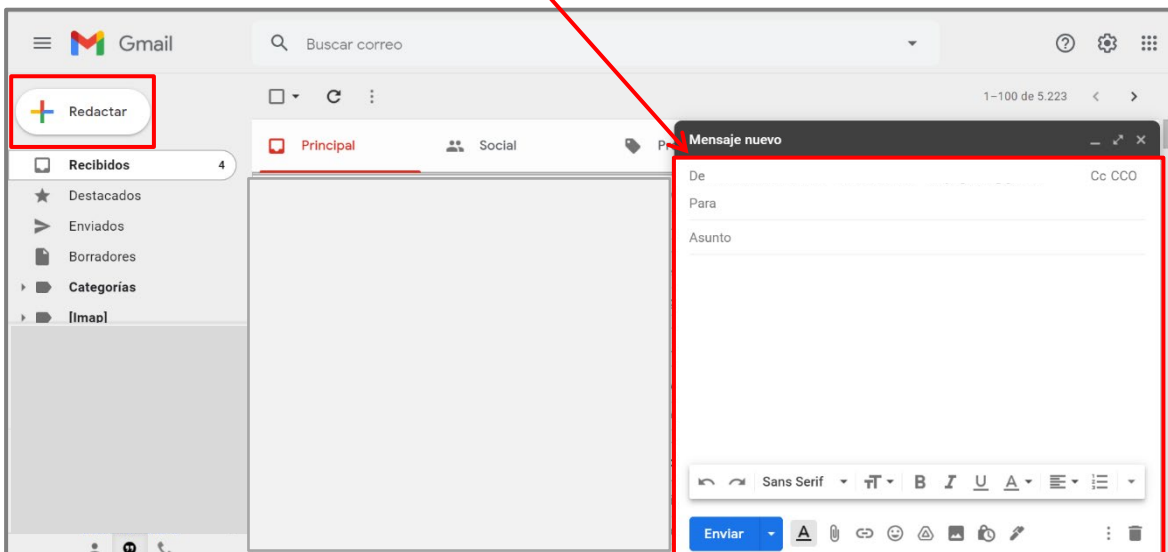 Gmail
Buscar correo
Redactar
1–100 de 5.223
Principal
Social
Mensaje nuevo
Recibidos 4
De Cc CCO
Destacados
Para
Enviados
Asunto
Borradores
Categorías
[Imap]
Sans Serif
Enviar